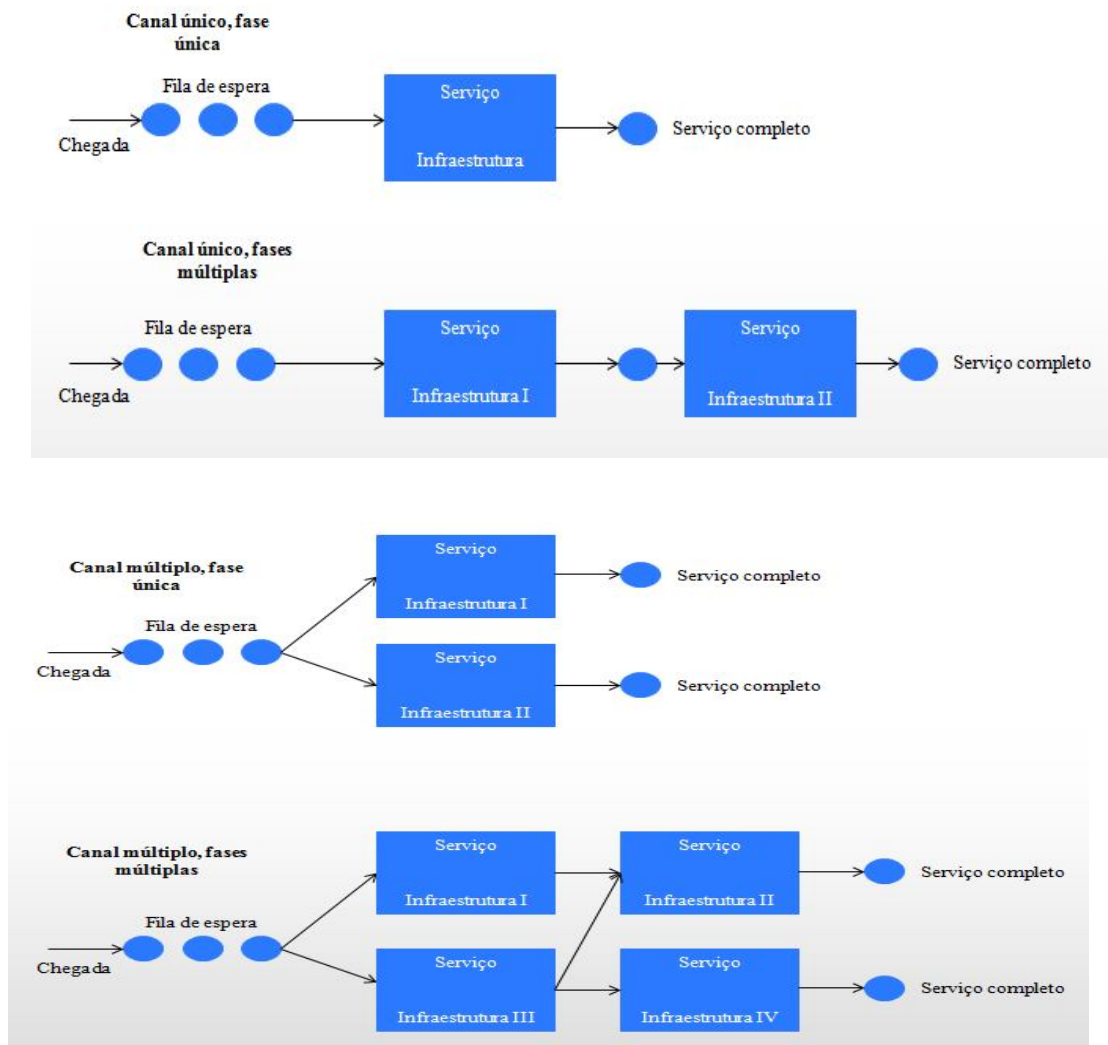 Canal único, fase
única
Fila de espera
Chegada
Serviço
Infraestrutura
Serviço completo
Canal único, fases
múltiplas
Fila de espera
Chegada
Serviço
Infraestrutura I
Serviço
Infraestrutura II
Serviço completo
Canal múltiplo, fase
única
Fila de espera
Chegada
Serviço
Infraestrutura I
Serviço completo
Serviço
Infraestrutura II
Serviço completo
Canal múltiplo, fases
múltiplas
Fila de espera
Chegada
Serviço
Infraestrutura I
Serviço
Infraestrutura II
Serviço completo
Serviço
Infraestrutura III
Serviço
Infraestrutura IV
Serviço completo